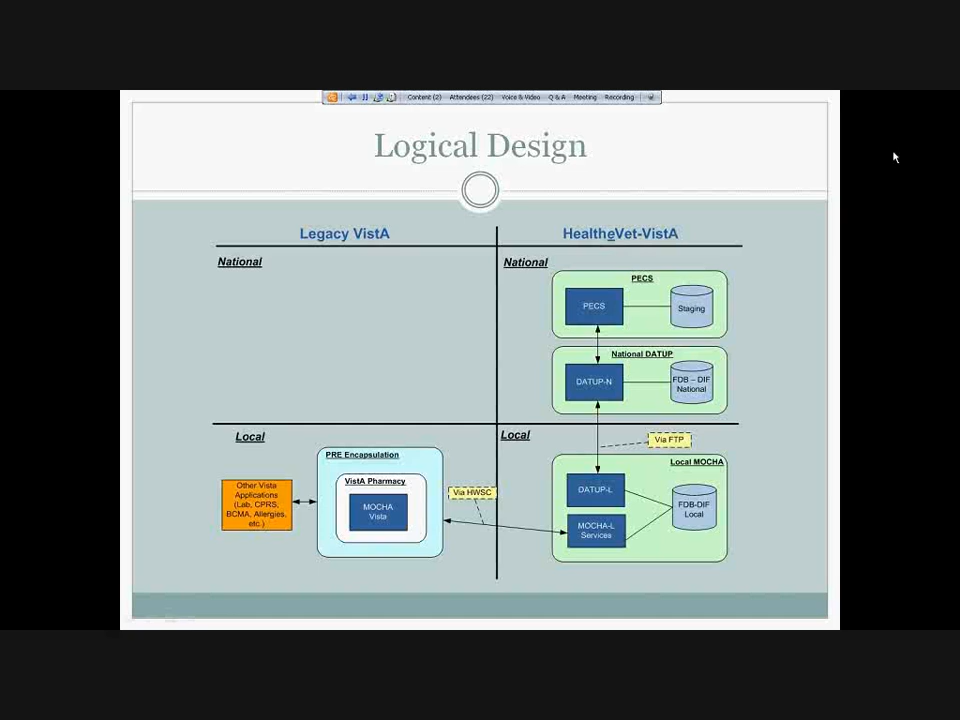 Content (2) Attendees (22) Voice & Video Q & A Meeting Recording
Logical Design
Legacy VistA
HealtheVet-VistA
National
National
PECS
PECS
Staging
National DATUP
DATUP-N
FDB – DIF
National
Local
Local
Via FTP
PRE Encapsulation
VistA Pharmacy
MOCHA
Vista
Other Vista
Applications
(Lab, CPRS,
BCMA, Allergies,
etc.)
Via HWSC
Local MOCHA
DATUP-L
MOCHA-L
Services
FDB-DIF
Local